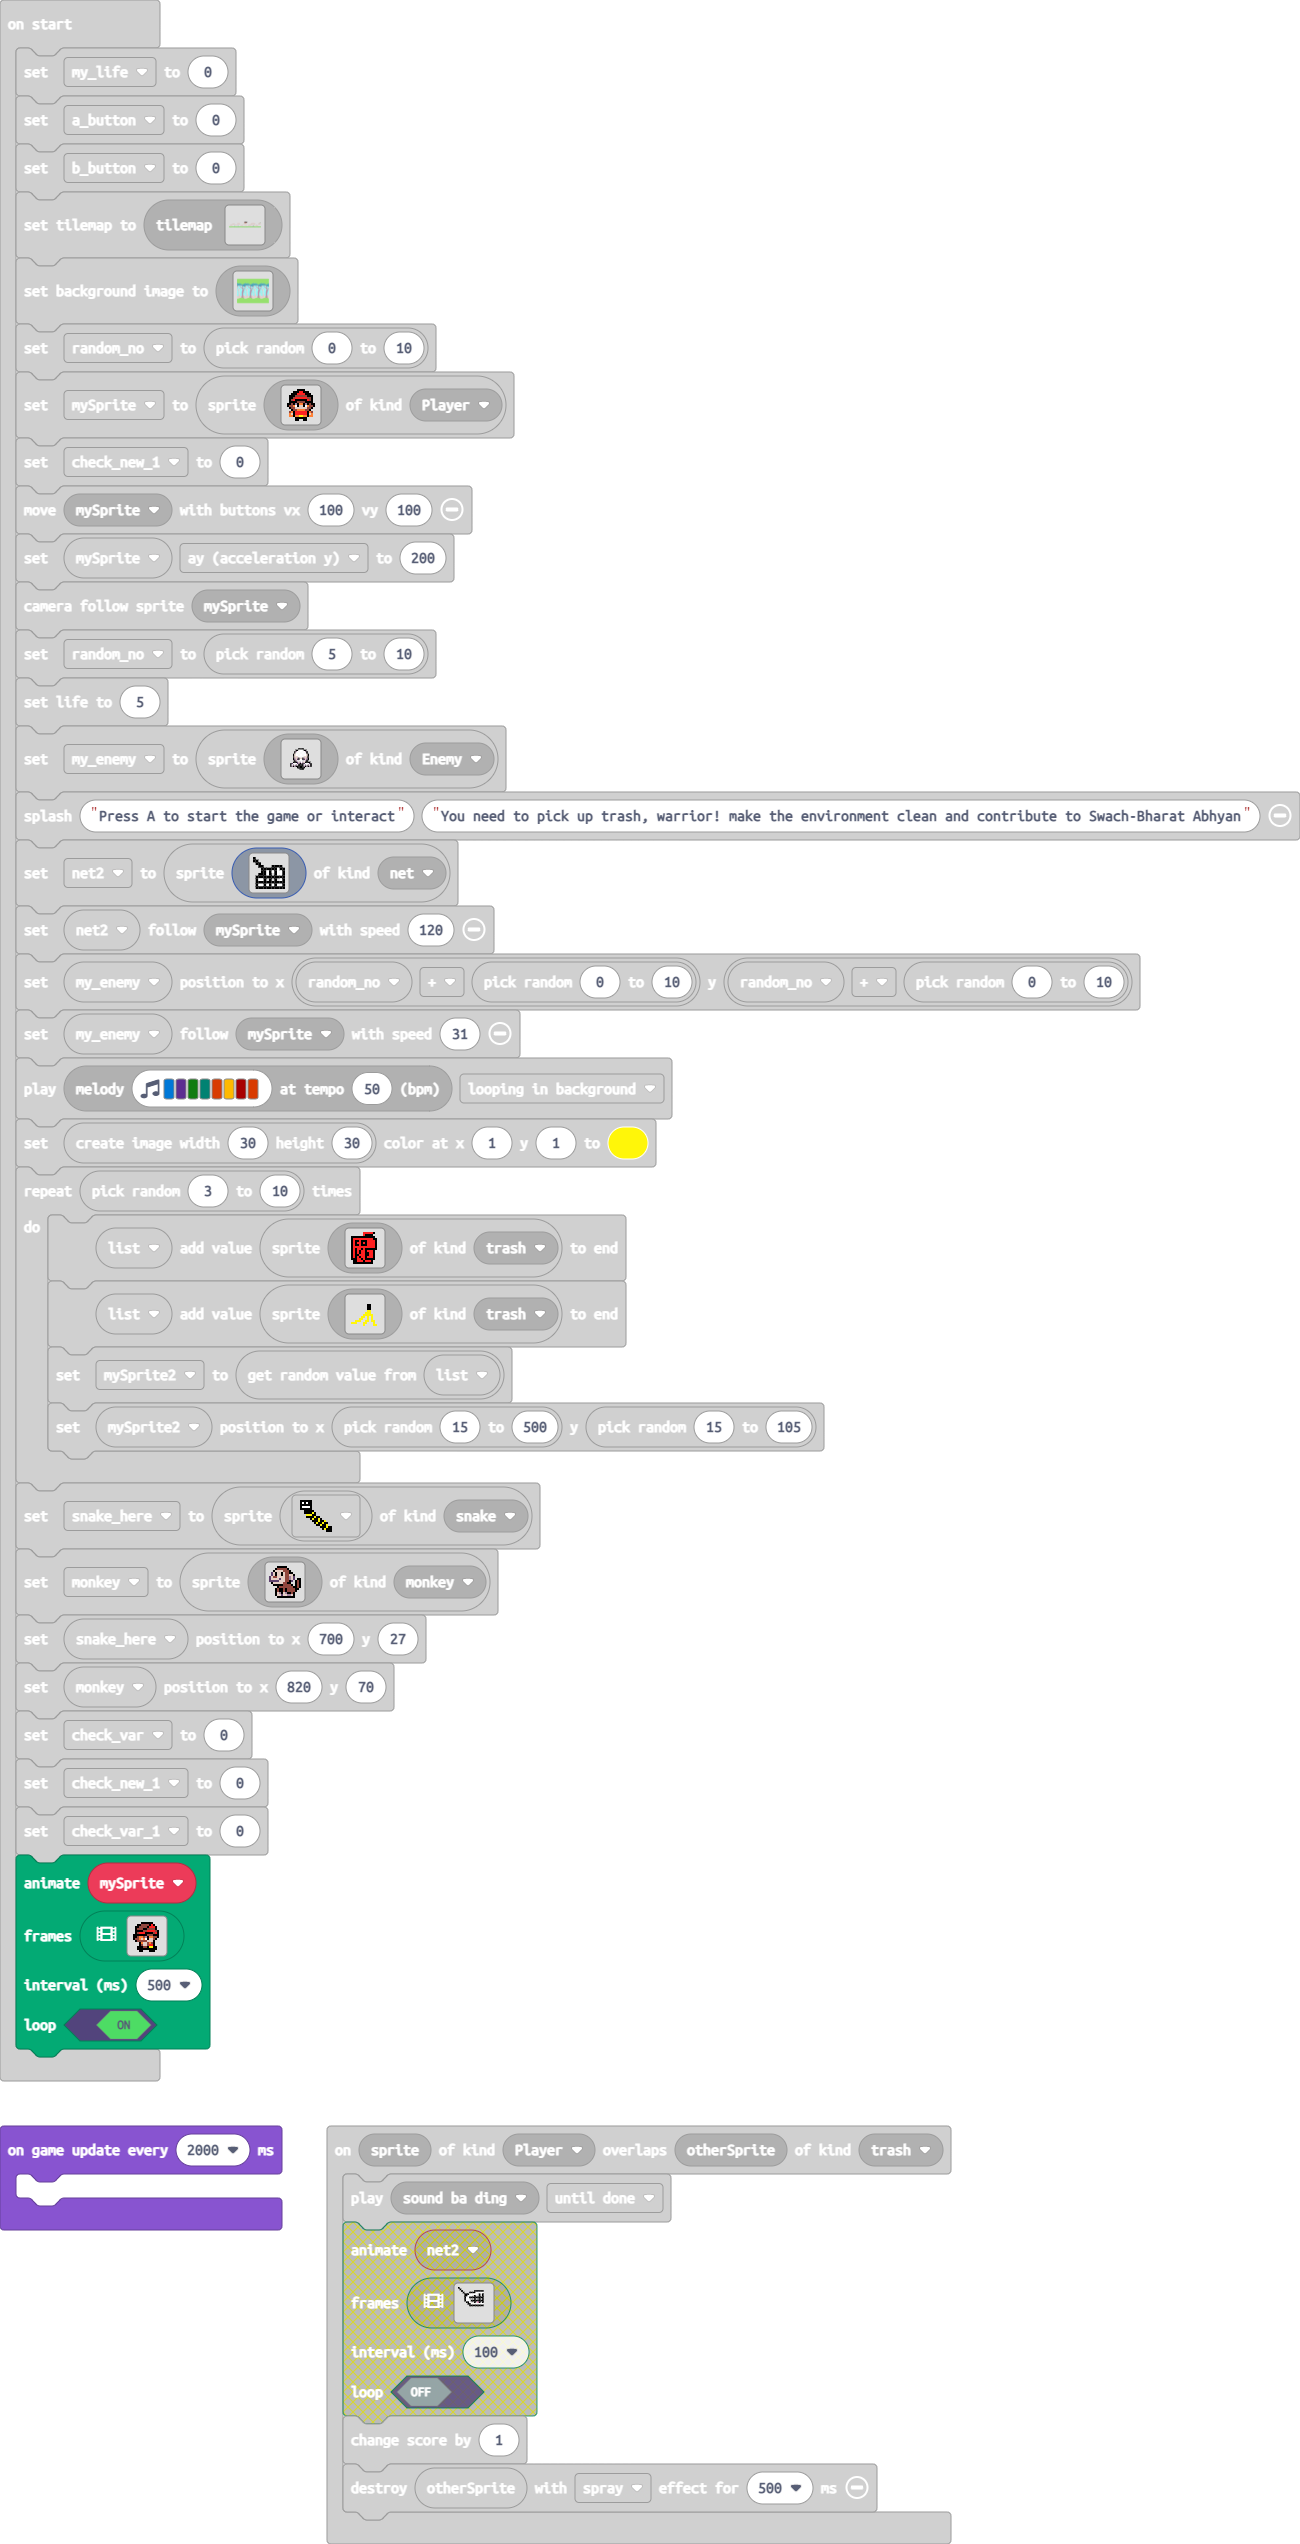 on start
set my_life to 0
set a_button to 0
set b_button to 0
set tilemap to tilemap
set background image to
set random_no to pick random 0 to 10
set mySprite to sprite of kind Player
set check_new_1 to 0
move mySprite with buttons vx 100 vy 100
set mySprite ay (acceleration y) to 200
camera follow sprite mySprite
set random_no to pick random 5 to 10
set life to 5
set my_enemy to sprite of kind Enemy
splash "Press A to start the game or interact" "You need to pick up trash, warrior! make the environment clean and contribute to Swach-Bharat Abhyan"
set net2 to sprite of kind net
set net2 follow mySprite with speed 120
set my_enemy position to x random_no + pick random 0 to 10 y random_no + pick random 0 to 10
set my_enemy follow mySprite with speed 31
play melody at tempo 50 (bpm) looping in background
set create image width 30 height 30 color at x 1 y 1 to
repeat pick random 3 to 10 times
do
list add value sprite of kind trash to end
list add value sprite of kind trash to end
set mySprite2 to get random value from list
set mySprite2 position to x pick random 15 to 500 y pick random 15 to 105
set snake_here to sprite of kind snake
set monkey to sprite of kind monkey
set snake_here position to x 700 y 27
set monkey position to x 820 y 70
set check_var to 0
set check_new_1 to 0
set check_var_1 to 0
animate mySprite
frames
interval (ms) 500
loop ON
on game update every 2000 ms
on sprite of kind Player overlaps otherSprite of kind trash
play sound ba ding until done
animate net2
frames
interval (ms) 100
loop OFF
change score by 1
destroy otherSprite with spray effect for 500 ms